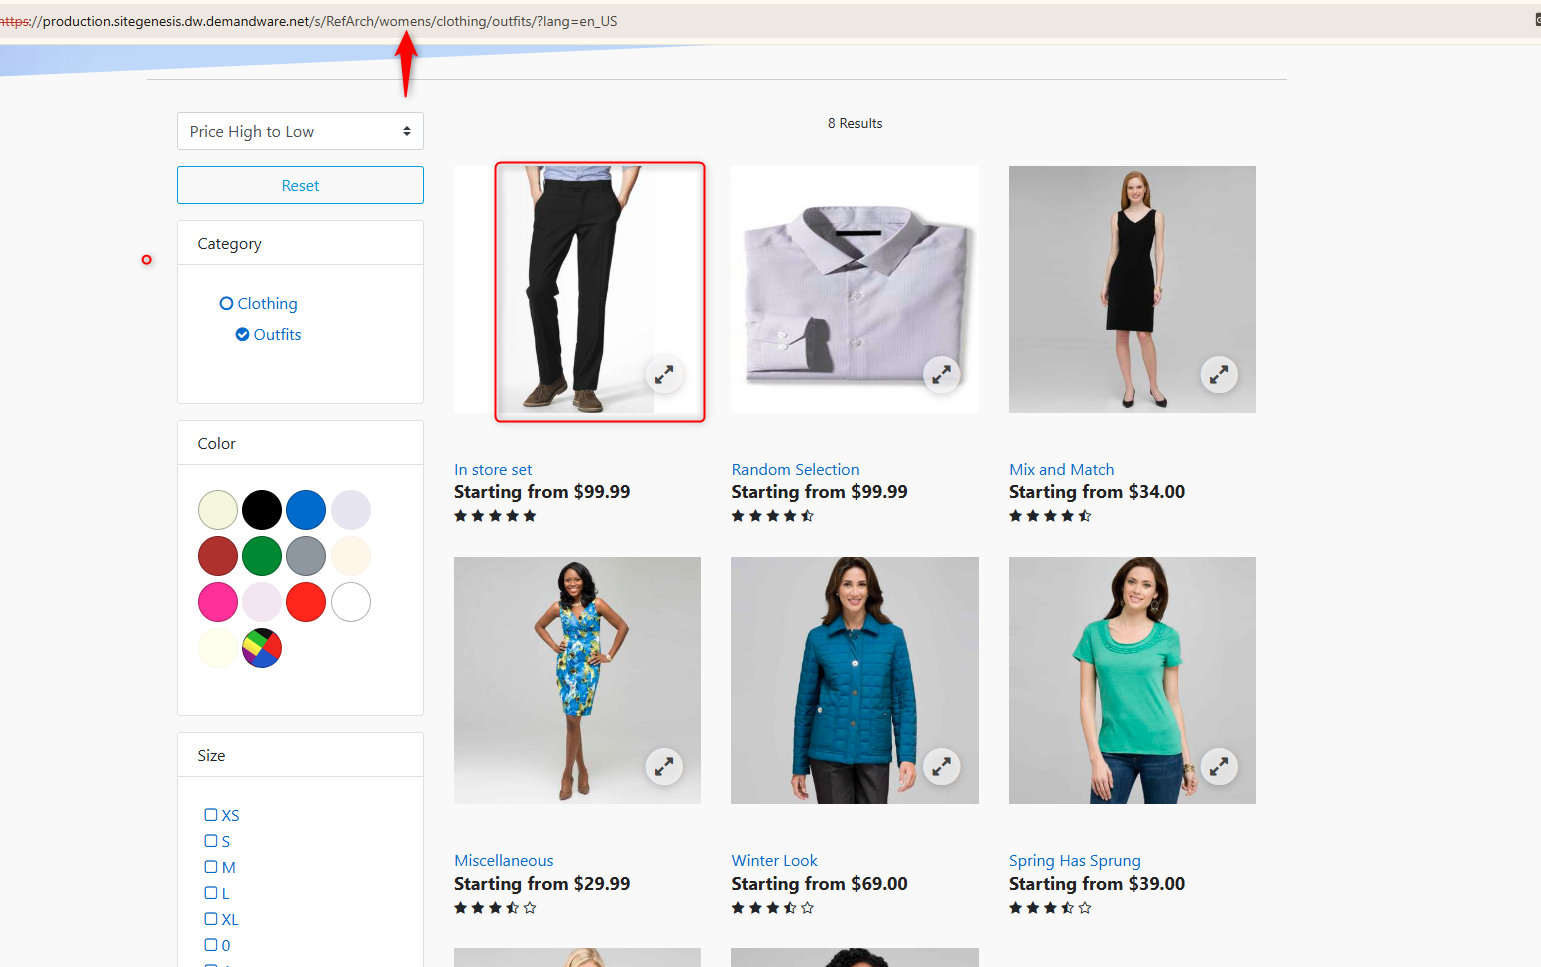 https://production.sitegenesis.dw.demandware.net/s/RefArch/womens/clothing/outfits/?lang=en_US
Price High to Low
8 Results
Reset
Category
Clothing
Outfits
Color
Size
XS
S
M
L
XL
0
In store set
Starting from $99.99
Random Selection
Starting from $99.99
Mix and Match
Starting from $34.00
Miscellaneous
Starting from $29.99
Winter Look
Starting from $69.00
Spring Has Sprung
Starting from $39.00